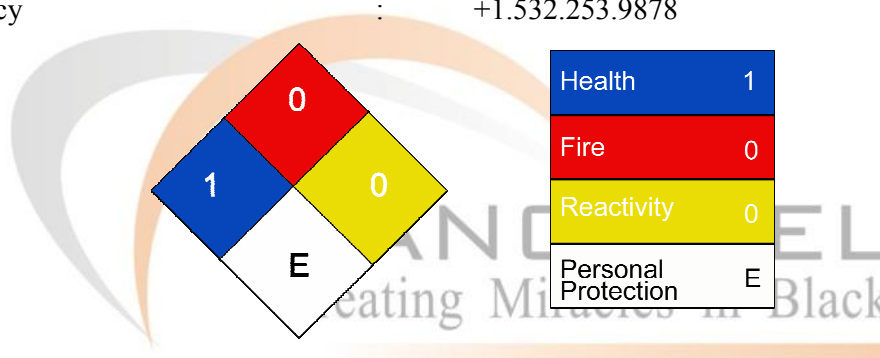 cy : +1.532.253.9878
0
1 0
E
Health 1
Fire 0
Reactivity 0
Personal Protection E
eating Mi in Black